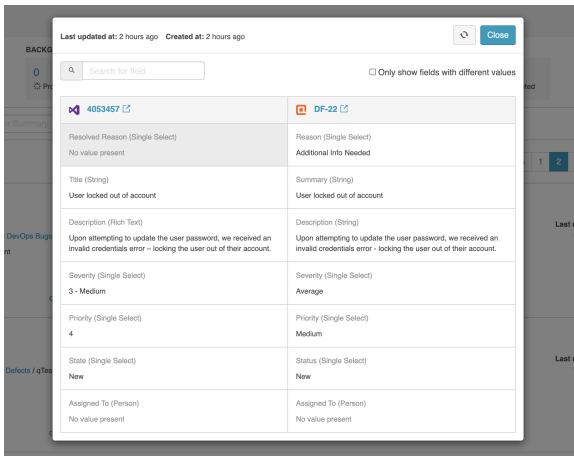 Last updated at: 2 hours ago Created at: 2 hours ago
Close
BACKG
0
Pro
ted
Search for field
Only show fields with different values
r Summary
4053457
DF-22
Resolved Reason (Single Select)
No value present
Reason (Single Select)
Additional Info Needed
1 2
Title (String)
User locked out of account
Summary (String)
User locked out of account
Description (Rich Text)
Upon attempting to update the user password, we received an
invalid credentials error – locking the user out of their account.
Description (String)
Upon attempting to update the user password, we received an
invalid credentials error - locking the user out of their account.
Last
DevOps Bugs
nt
Severity (Single Select)
3 - Medium
Severity (Single Select)
Average
Priority (Single Select)
4
Priority (Single Select)
Medium
State (Single Select)
New
Status (Single Select)
New
Last
Defects / qTes
Assigned To (Person)
No value present
Assigned To (Person)
No value present